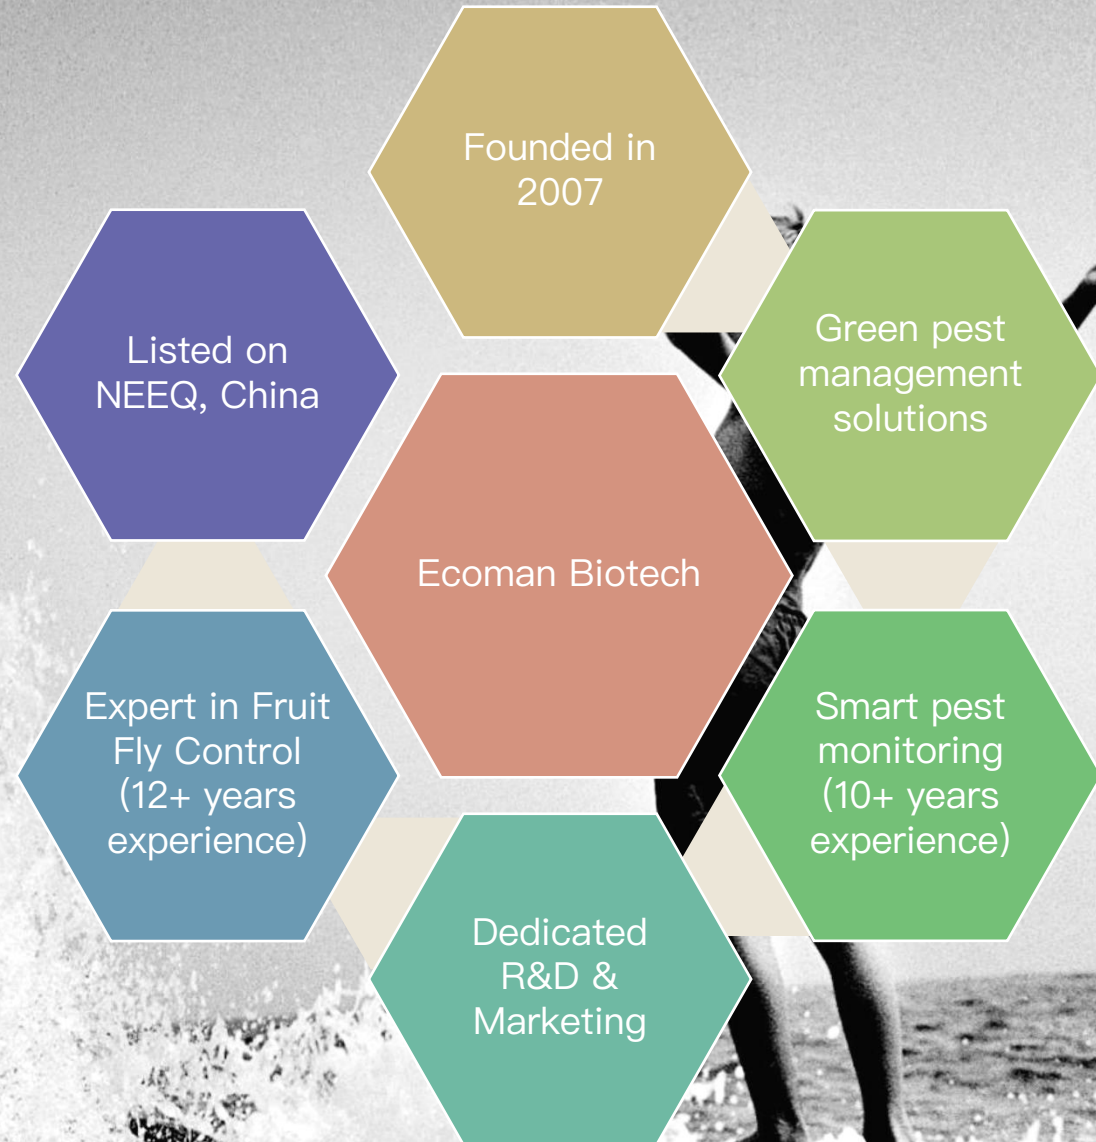 Founded in
2007
Green pest
management
solutions
Smart pest
monitoring
(10+ years
experience)
Dedicated
R&D &
Marketing
Expert in Fruit
Fly Control
(12+ years
experience)
Listed on
NEEQ, China
Ecoman Biotech